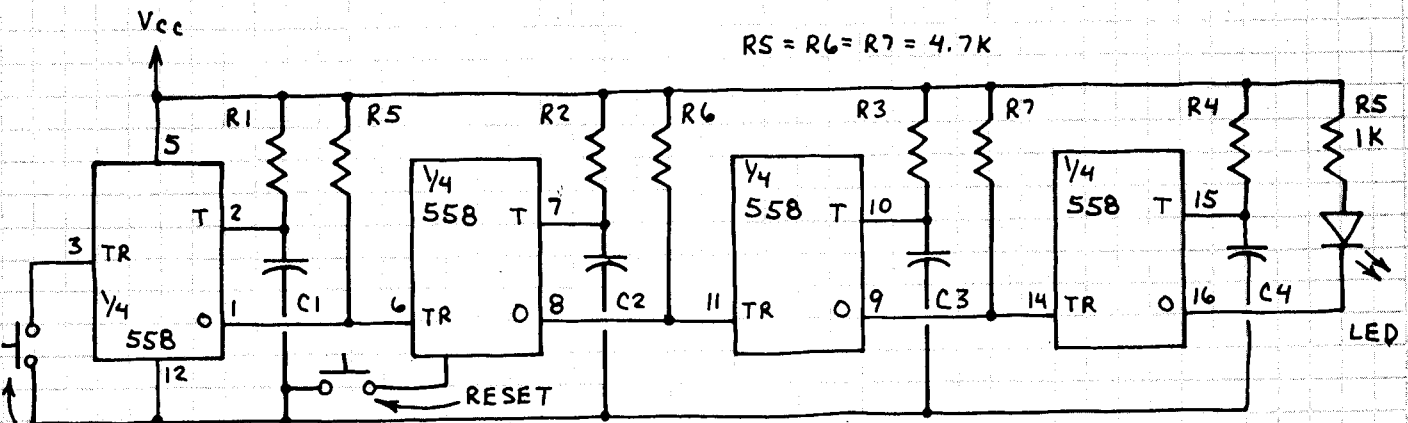 Vcc
R5 = R6 = R7 = 4.7K
R1
R5
R2
R6
R3
R7
R4
R5
1K
5
1/4
558
1/4
558
1/4
558
T
2
T
7
T
10
T
15
3
TR
1/4
558
O
1
C1
6
TR
O
8
C2
11
TR
O
9
C3
14
TR
O
16
C4
LED
12
RESET